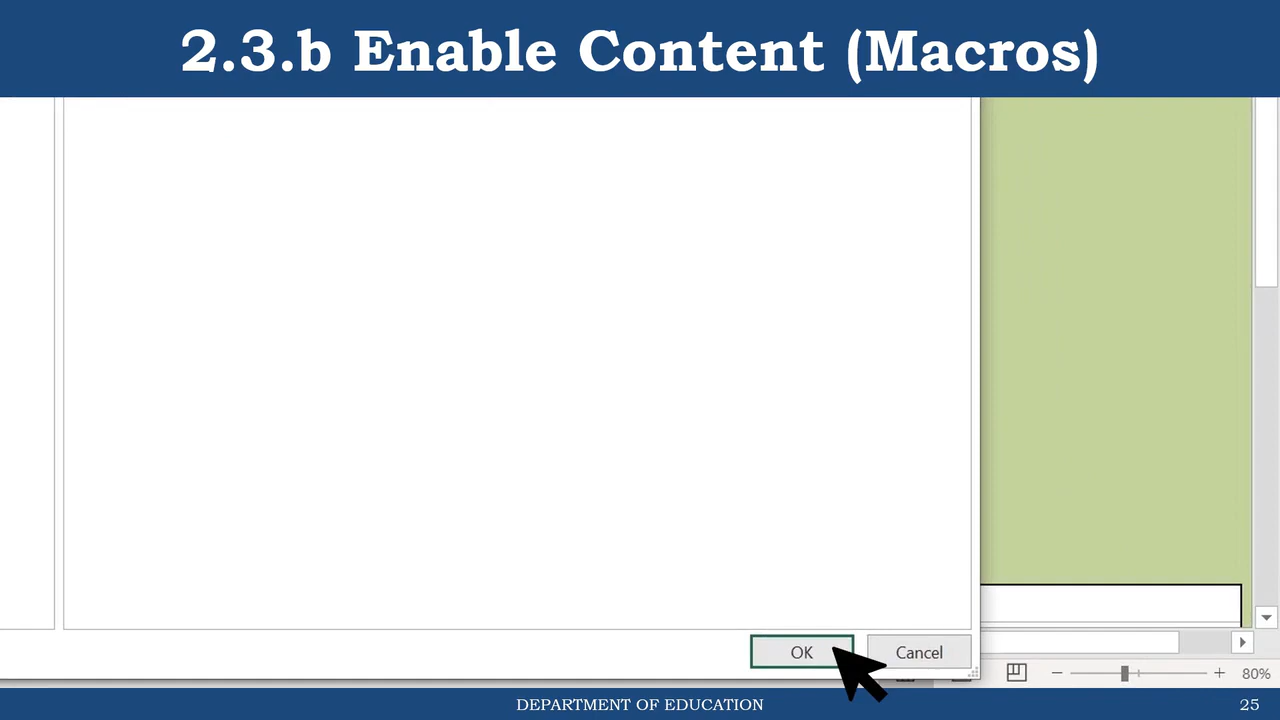 2.3.b Enable Content (Macros)
OK
Cancel
80%
DEPARTMENT OF EDUCATION
25